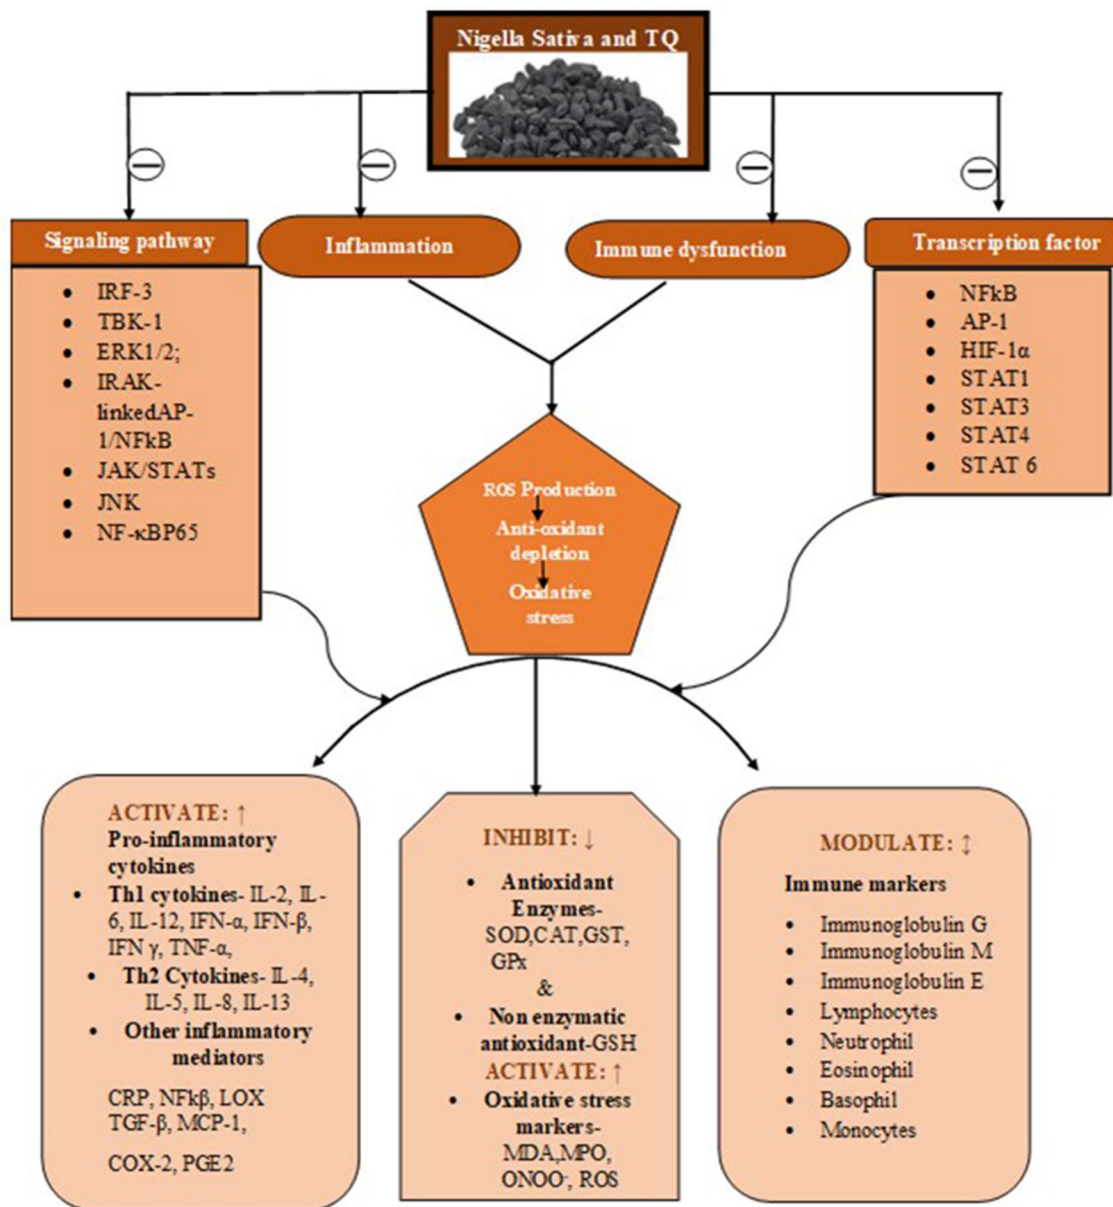 Nigella Sativa and TQ
Signaling pathway
• IRF-3
• TBK-1
• ERK1/2;
• IRAK-
linkedAP-
1/NFkB
• JAK/STATs
• JNK
• NF-κBP65
Inflammation
Immune dysfunction
Transcription factor
• NFkB
• AP-1
• HIF-1α
• STAT1
• STAT3
• STAT4
• STAT 6
ROS Production
Anti-oxidant
depletion
Oxidative
stress
ACTIVATE: ↑
Pro-inflammatory
cytokines
• Th1 cytokines- IL-2, IL-
6, IL-12, IFN-α, IFN-β,
IFN γ, TNF-α,
• Th2 Cytokines- IL-4,
IL-5, IL-8, IL-13
• Other inflammatory
mediators
CRP, NFkβ, LOX
TGF-β, MCP-1,
COX-2, PGE2
INHIBIT: ↓
• Antioxidant
Enzymes-
SOD,CAT,GST,
GPx
&
• Non enzymatic
antioxidant-GSH
ACTIVATE: ↑
• Oxidative stress
markers-
MDA,MPO,
ONOO-, ROS
MODULATE: ↕
Immune markers
• Immunoglobulin G
• Immunoglobulin M
• Immunoglobulin E
• Lymphocytes
• Neutrophil
• Eosinophil
• Basophil
• Monocytes